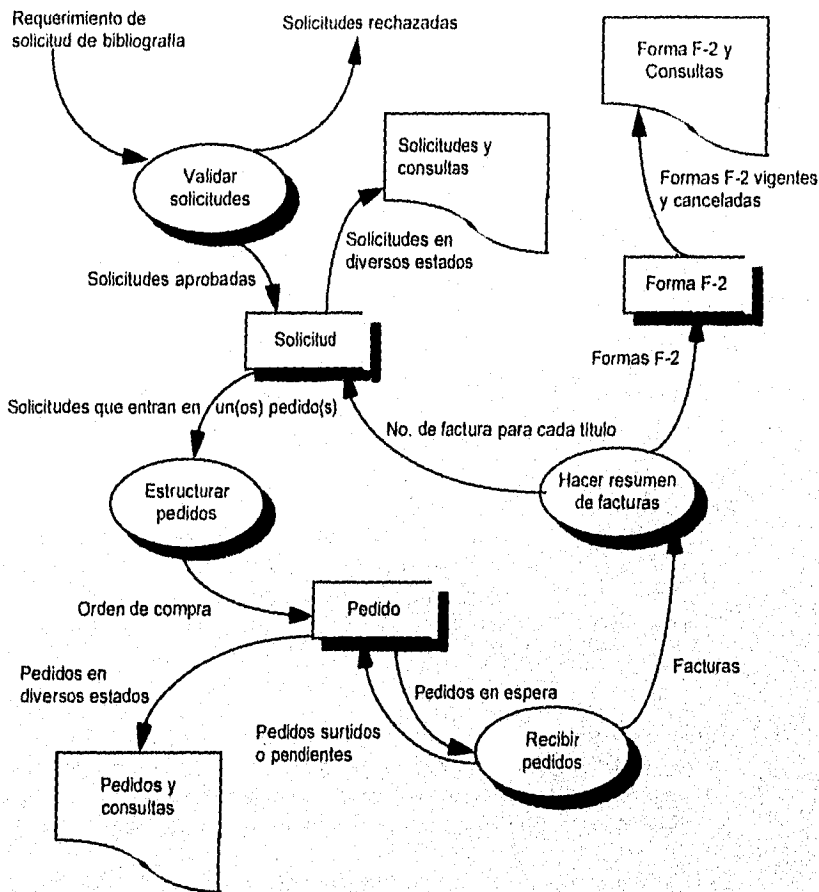 Requerimiento de
solicitud de bibliografía
Solicitudes rechazadas
Forma F-2 y
Consultas
Validar
solicitudes
Solicitudes y
consultas
Formas F-2 vigentes
y canceladas
Solicitudes en
diversos estados
Solicitudes aprobadas
Forma F-2
Solicitud
Formas F-2
Solicitudes que entran en un(os) pedido(s)
No. de factura para cada título
Estructurar
pedidos
Hacer resumen
de facturas
Orden de compra
Pedido
Facturas
Pedidos en
diversos estados
Pedidos en espera
Pedidos surtidos
o pendientes
Recibir
pedidos
Pedidos y
consultas